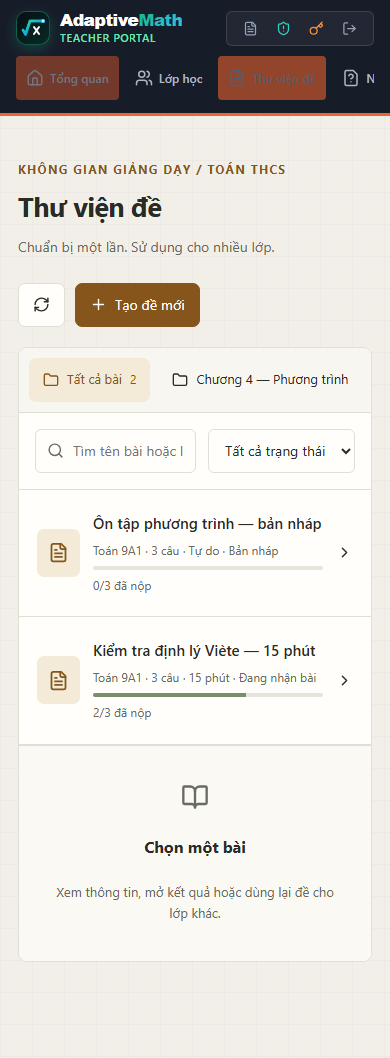 AdaptiveMath
TEACHER PORTAL
Tổng quan
Lớp học
Thư viện đề
N
KHÔNG GIAN GIẢNG DẠY / TOÁN THCS
Thư viện đề
Chuẩn bị một lần. Sử dụng cho nhiều lớp.
Tạo đề mới
Tất cả bài 2
Chương 4 — Phương trình
Tìm tên bài hoặc l
Tất cả trạng thái
Ôn tập phương trình — bản nháp
Toán 9A1 · 3 câu · Tự do · Bản nháp
0/3 đã nộp
Kiểm tra định lý Viète — 15 phút
Toán 9A1 · 3 câu · 15 phút · Đang nhận bài
2/3 đã nộp
Chọn một bài
Xem thông tin, mở kết quả hoặc dùng lại đề cho
lớp khác.